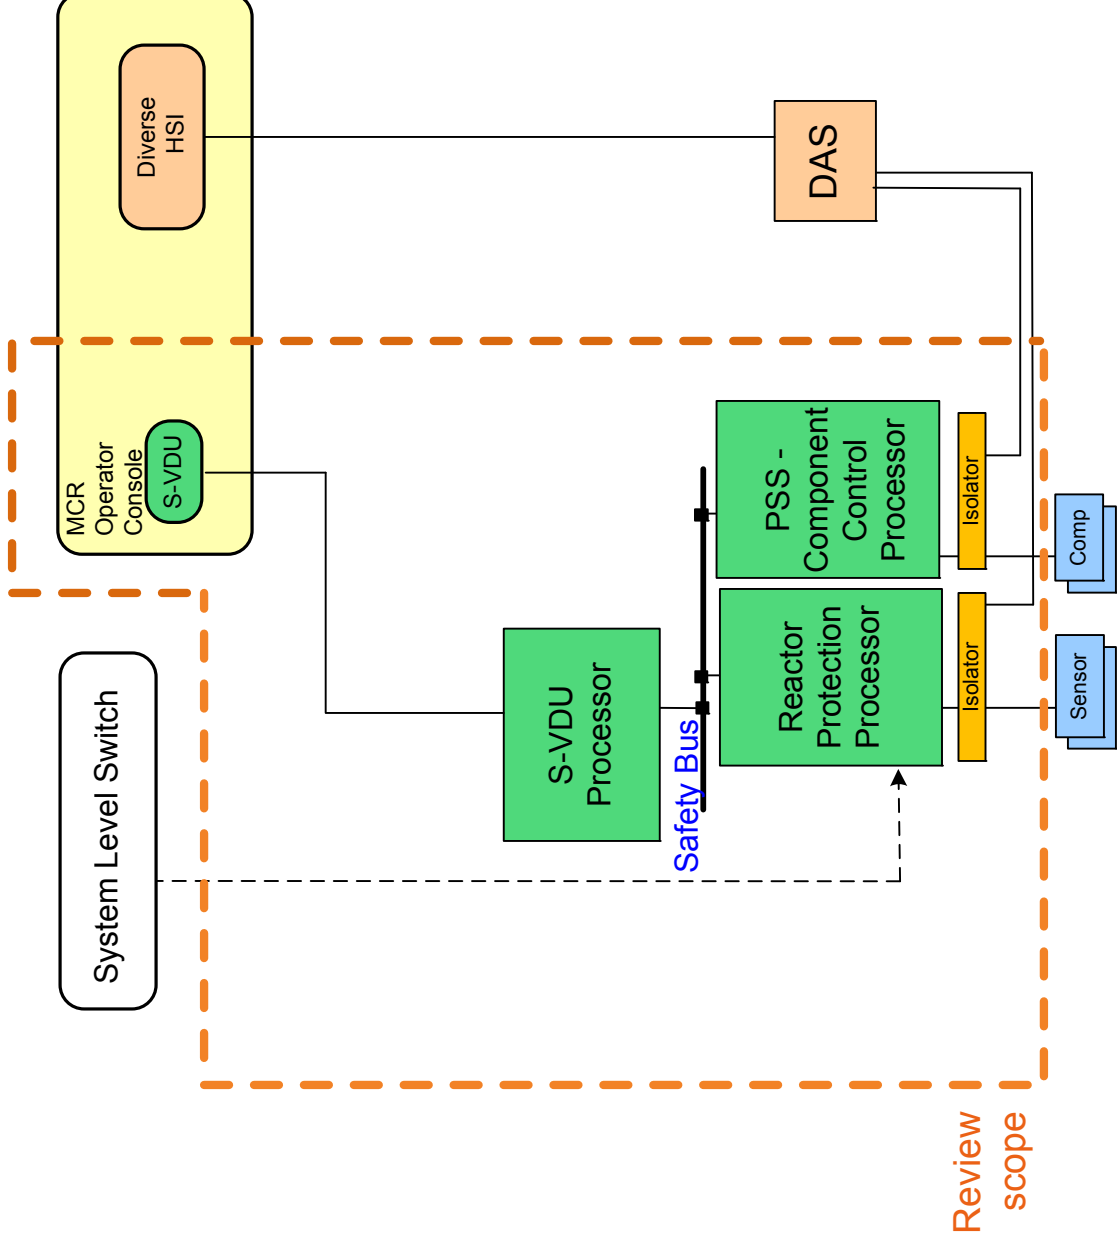 System Level Switch
MCR
Operator
Console
S-VDU
Diverse
HSI
S-VDU
Processor
DAS
Safety Bus
Reactor
Protection
Processor
PSS -
Component
Control
Processor
Isolator
Isolator
Sensor
Comp
Review
scope